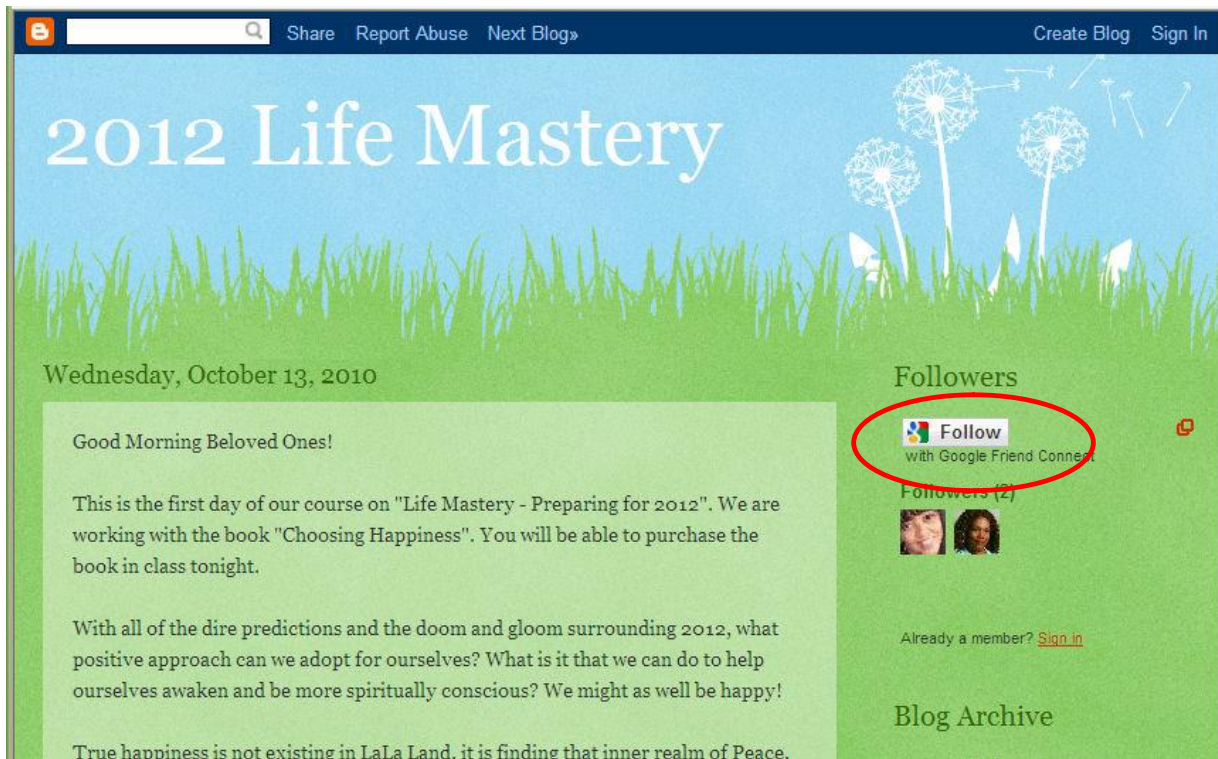 Share Report Abuse Next Blog» Create Blog Sign In
2012 Life Mastery
Wednesday, October 13, 2010
Good Morning Beloved Ones!
This is the first day of our course on "Life Mastery - Preparing for 2012". We are
working with the book "Choosing Happiness". You will be able to purchase the
book in class tonight.
With all of the dire predictions and the doom and gloom surrounding 2012, what
positive approach can we adopt for ourselves? What is it that we can do to help
ourselves awaken and be more spiritually conscious? We might as well be happy!
True happiness is not existing in LaLa Land, it is finding that inner realm of Peace,
Followers
Follow
with Google Friend Connect
Followers (2)
Already a member? Sign in
Blog Archive